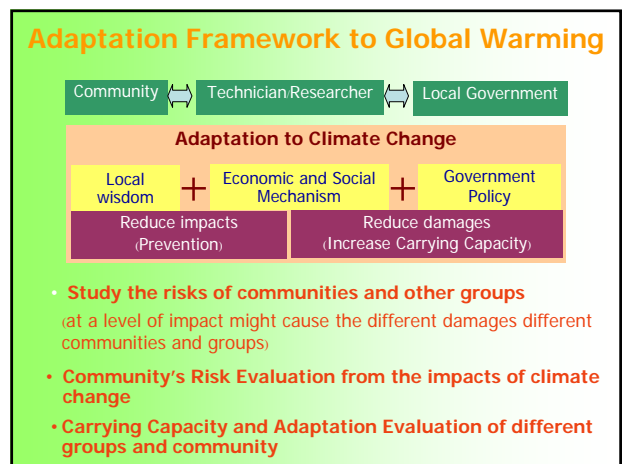 Adaptation Framework to Global Warming
Community Technician/Researcher Local Government
Adaptation to Climate Change
Local wisdom + Economic and Social Mechanism + Government Policy
Reduce impacts
(Prevention)
Reduce damages
(Increase Carrying Capacity)
• Study the risks of communities and other groups
(at a level of impact might cause the different damages different
communities and groups)
• Community's Risk Evaluation from the impacts of climate
change
• Carrying Capacity and Adaptation Evaluation of different
groups and community